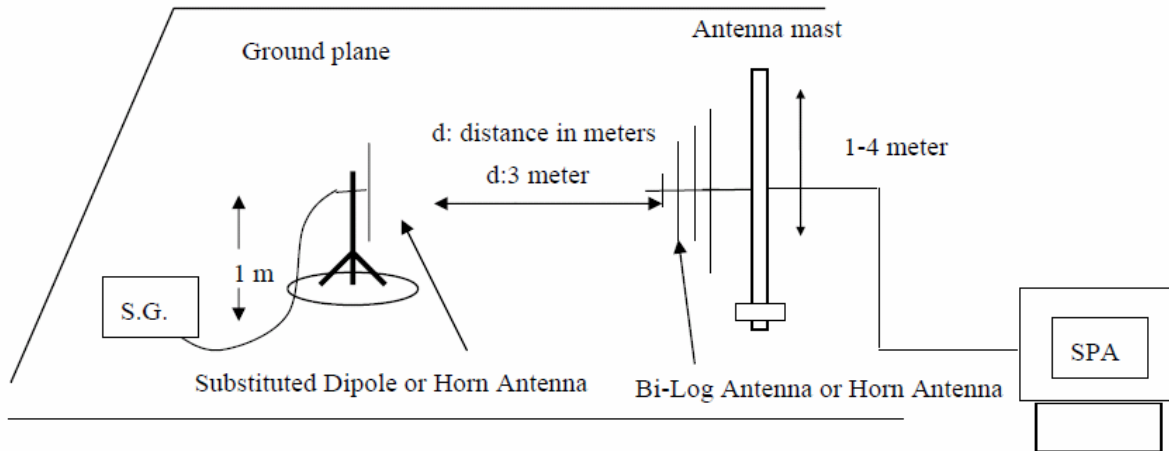 Antenna mast
Ground plane
d: distance in meters
d:3 meter
1-4 meter
1 m
S.G.
SPA
Substituted Dipole or Horn Antenna
Bi-Log Antenna or Horn Antenna